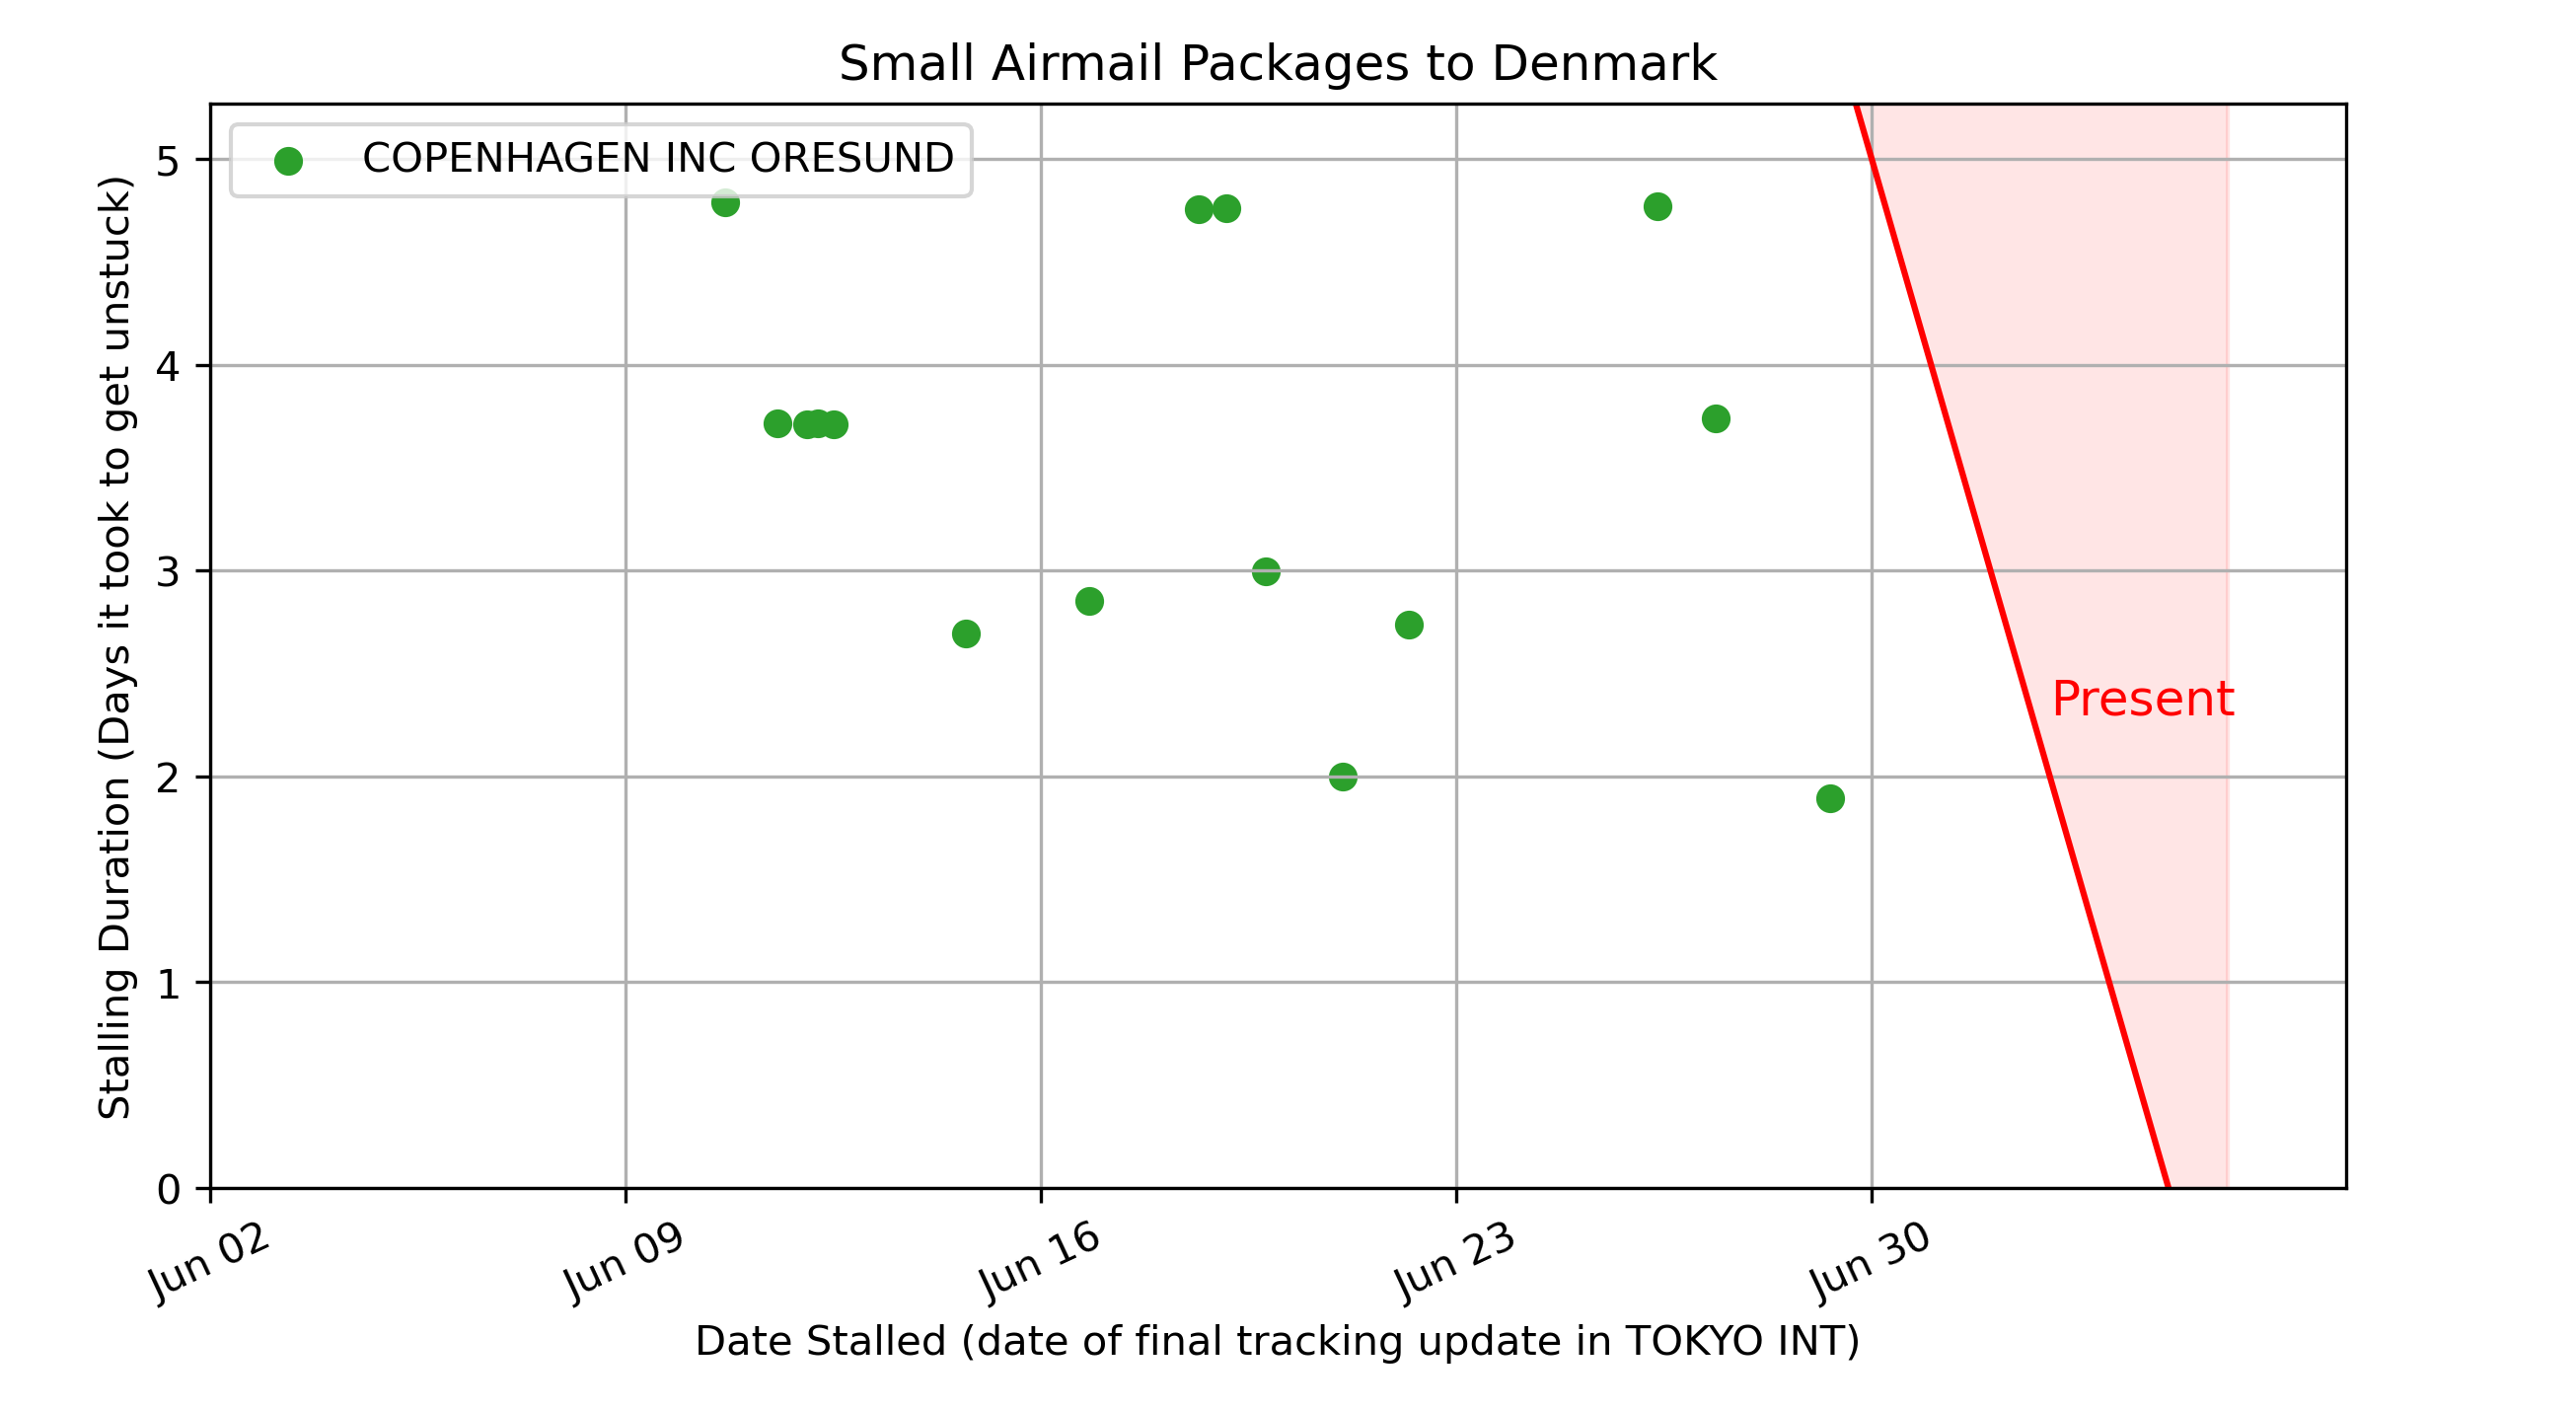 Small Airmail Packages to Denmark
COPENHAGEN INC ORESUND
Stalling Duration (Days it took to get unstuck)
5
4
3
2
1
0
Present
Jun 02
Jun 09
Jun 16
Jun 23
Jun 30
Date Stalled (date of final tracking update in TOKYO INT)